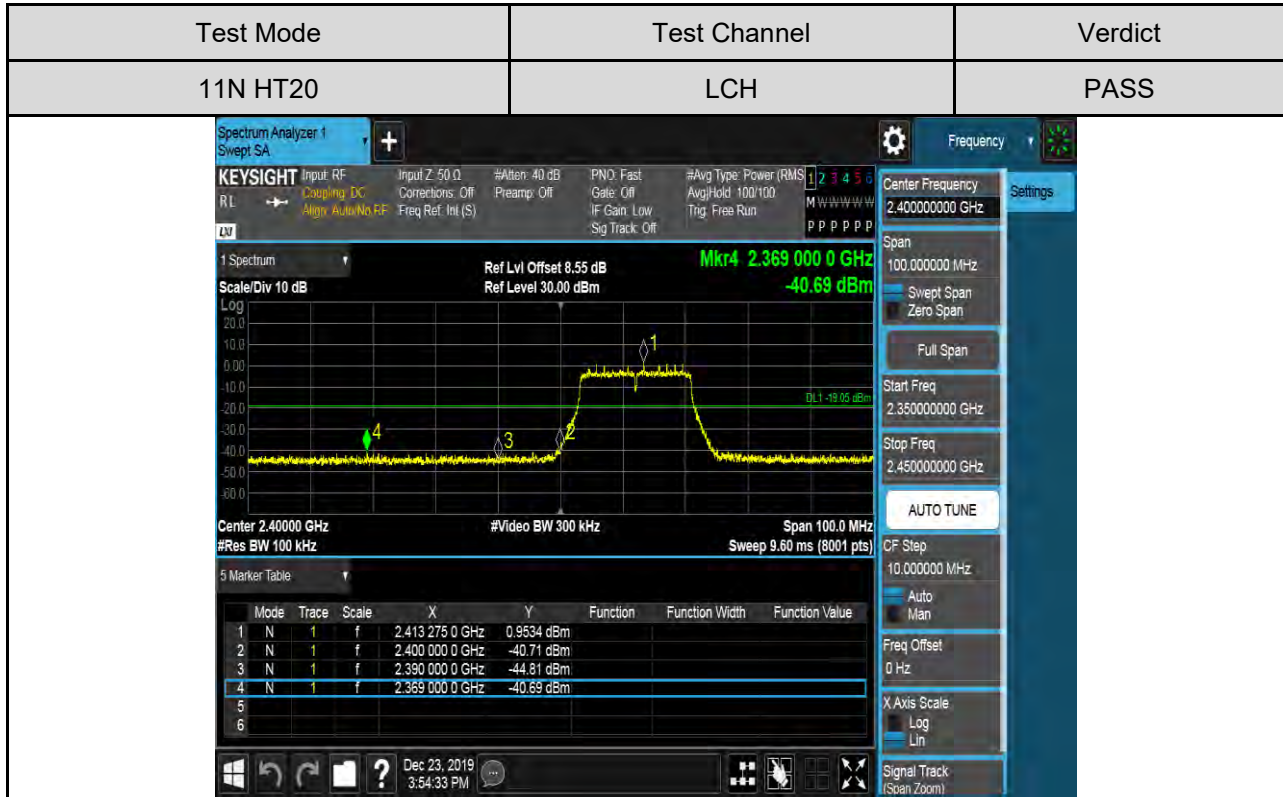 Test Mode Test Channel Verdict
11N HT20 LCH PASS
Spectrum Analyzer 1
Swept SA
+
Frequency
KEYSIGHT Input: RF Input Z: 50 Ω #Atten: 40 dB PNO: Fast #Avg Type: Power (RMS 1 2 3 4 5 6
RL Coupling: DC Corrections: Off Preamp: Off Gate: Off Avg|Hold: 100/100 M W W W W W
Align: Auto/No RF Freq Ref: Int (S) IF Gain: Low Trig: Free Run
Sig Track: Off P P P P P P
LXI
Settings
Center Frequency
2.400000000 GHz
Span
100.000000 MHz
Swept Span
Zero Span
Full Span
Start Freq
2.350000000 GHz
Stop Freq
2.450000000 GHz
AUTO TUNE
CF Step
10.000000 MHz
Auto
Man
Freq Offset
0 Hz
X Axis Scale
Log
Lin
Signal Track
(Span Zoom)
1 Spectrum
Scale/Div 10 dB
Ref Lvl Offset 8.55 dB
Ref Level 30.00 dBm
Mkr4 2.369 000 0 GHz
-40.69 dBm
Log
20.0
10.0
0.00
-10.0
-20.0
-30.0
-40.0
-50.0
-60.0
1
DL1 -19.05 dBm
4
3
2
Center 2.40000 GHz #Video BW 300 kHz Span 100.0 MHz
#Res BW 100 kHz Sweep 9.60 ms (8001 pts)
5 Marker Table
Mode Trace Scale X Y Function Function Width Function Value
1 N 1 f 2.413 275 0 GHz 0.9534 dBm
2 N 1 f 2.400 000 0 GHz -40.71 dBm
3 N 1 f 2.390 000 0 GHz -44.81 dBm
4 N 1 f 2.369 000 0 GHz -40.69 dBm
5
6
?
Dec 23, 2019
3:54:33 PM